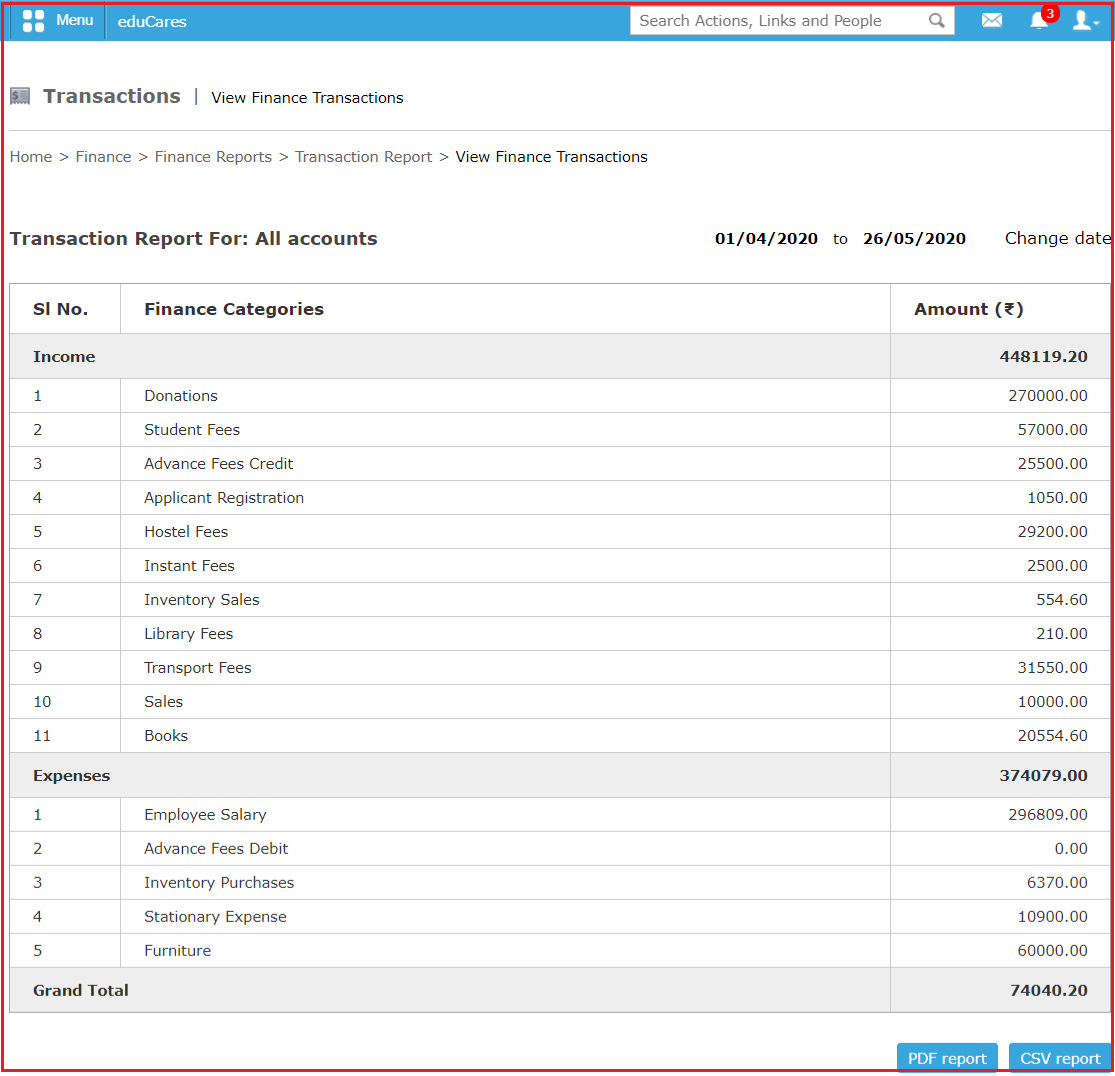 Menu eduCares Search Actions, Links and People 3
Transactions | View Finance Transactions
Home > Finance > Finance Reports > Transaction Report > View Finance Transactions
Transaction Report For: All accounts 01/04/2020 to 26/05/2020 Change date
Sl No. Finance Categories Amount (₹)
Income 448119.20
1 Donations 270000.00
2 Student Fees 57000.00
3 Advance Fees Credit 25500.00
4 Applicant Registration 1050.00
5 Hostel Fees 29200.00
6 Instant Fees 2500.00
7 Inventory Sales 554.60
8 Library Fees 210.00
9 Transport Fees 31550.00
10 Sales 10000.00
11 Books 20554.60
Expenses 374079.00
1 Employee Salary 296809.00
2 Advance Fees Debit 0.00
3 Inventory Purchases 6370.00
4 Stationary Expense 10900.00
5 Furniture 60000.00
Grand Total 74040.20
PDF report CSV report